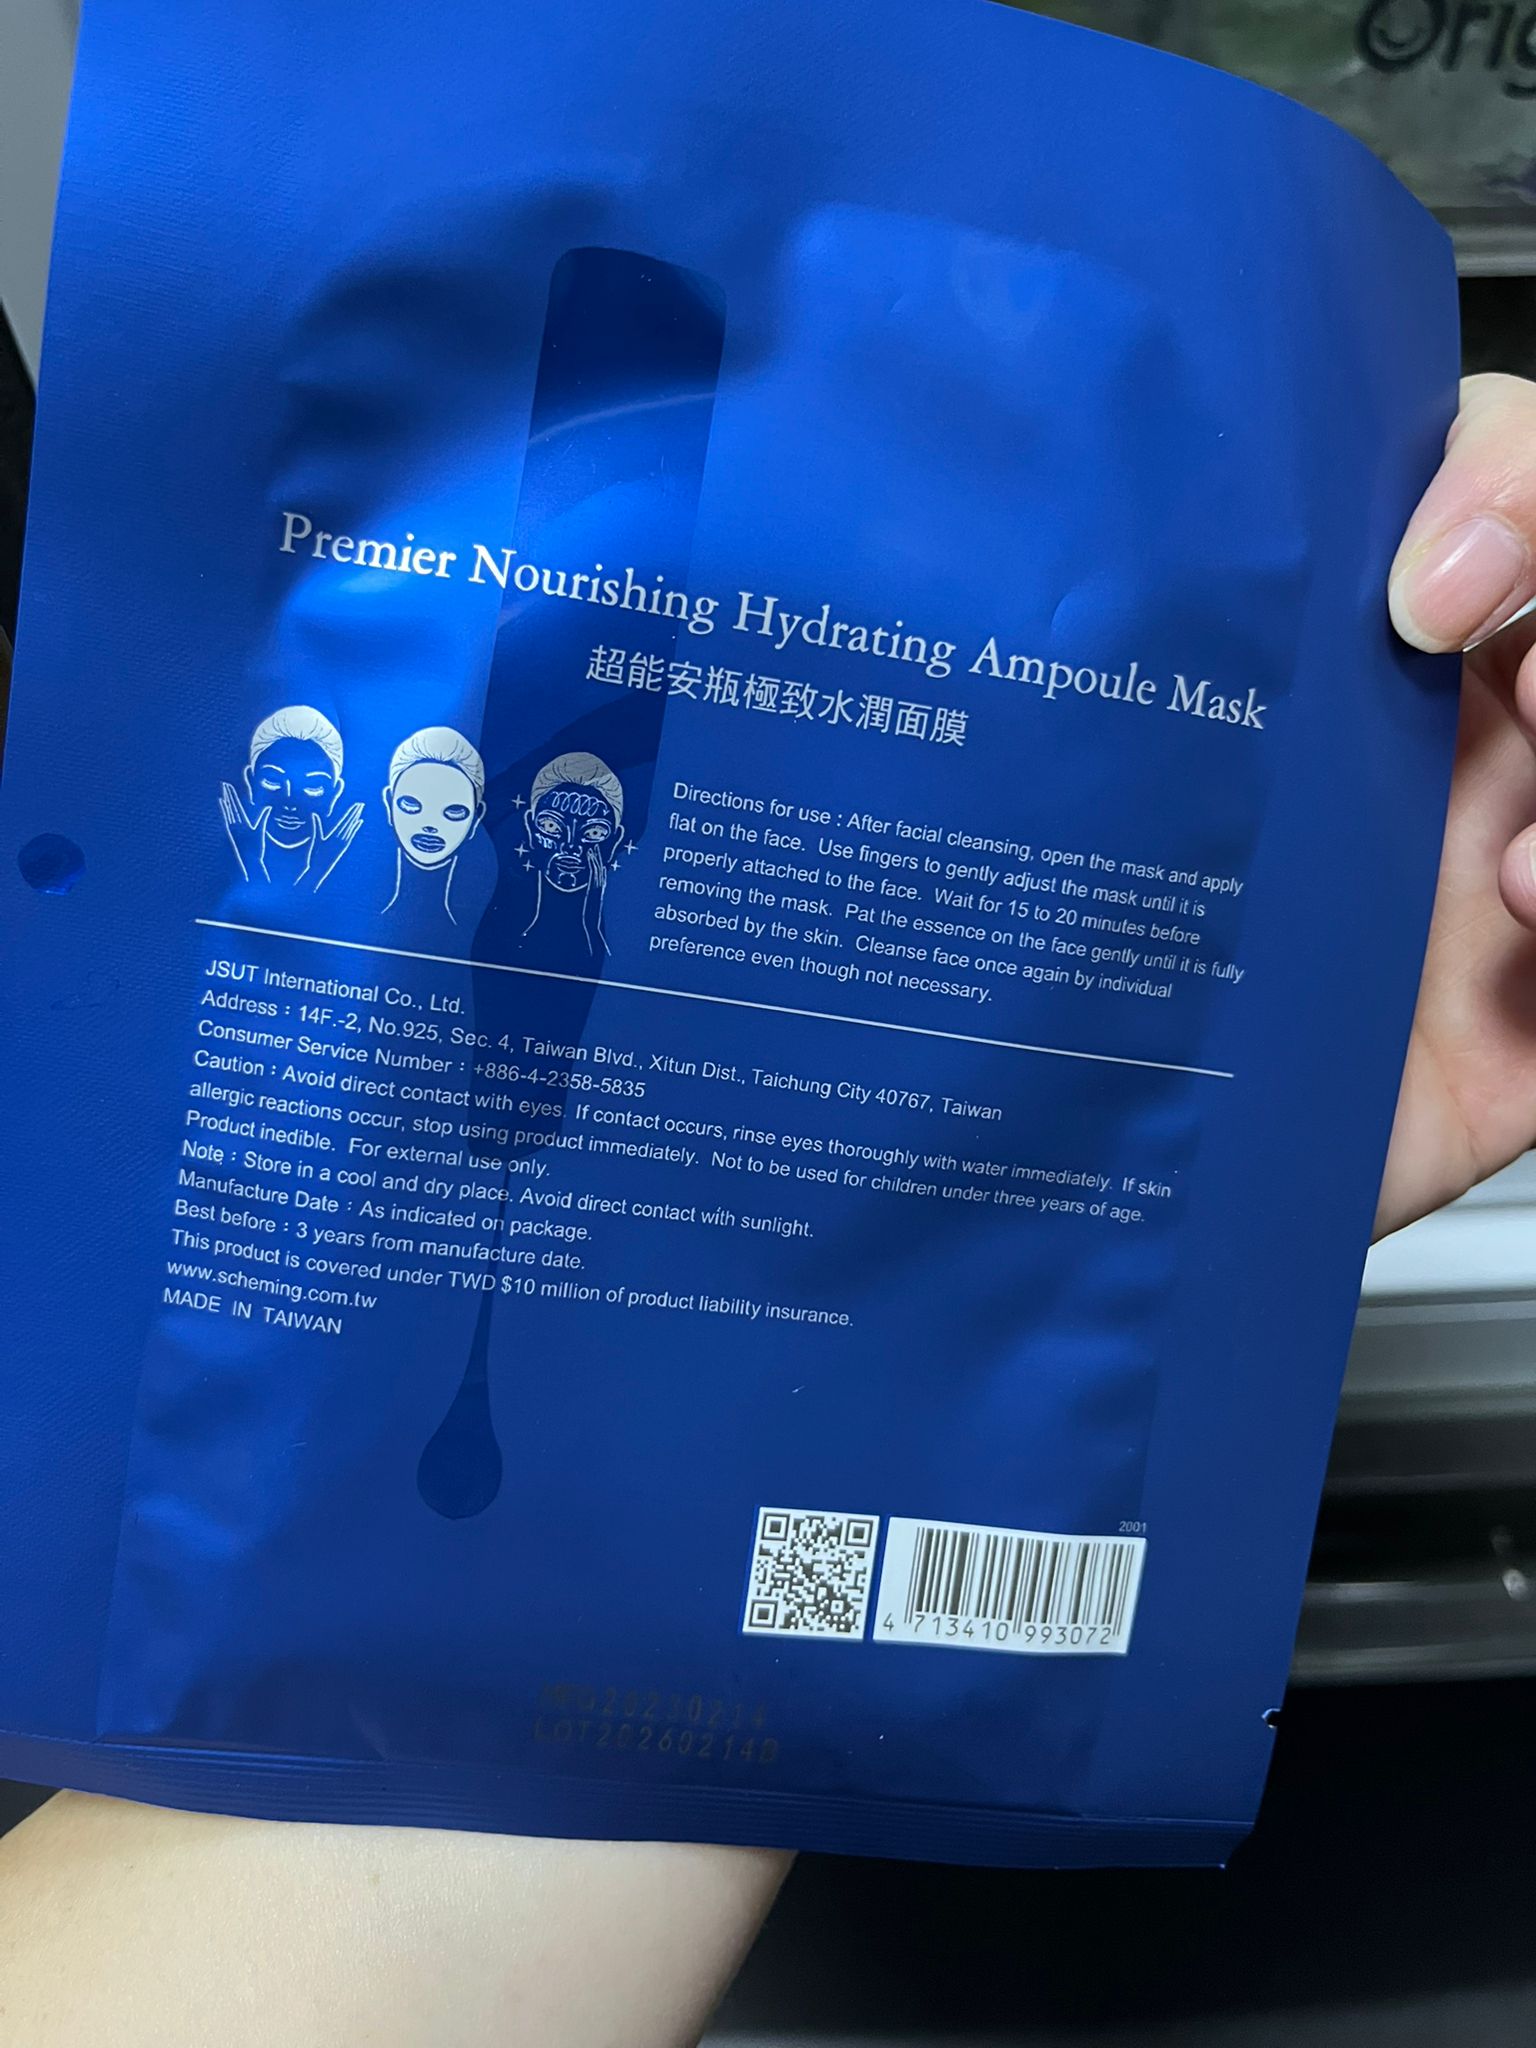 Orig
Premier Nourishing Hydrating Ampoule Mask
超能安瓶極致水潤面膜
Directions for use : After facial cleansing, open the mask and apply
flat on the face. Use fingers to gently adjust the mask until it is
properly attached to the face. Wait for 15 to 20 minutes before
removing the mask. Pat the essence on the face gently until it is fully
absorbed by the skin. Cleanse face once again by individual
preference even though not necessary.
JSUT International Co., Ltd.
Address : 14F.-2, No.925, Sec. 4, Taiwan Blvd., Xitun Dist., Taichung City 40767, Taiwan
Consumer Service Number : +886-4-2358-5835
Caution : Avoid direct contact with eyes. If contact occurs, rinse eyes thoroughly with water immediately. If skin
allergic reactions occur, stop using product immediately. Not to be used for children under three years of age.
Product inedible. For external use only.
Note : Store in a cool and dry place. Avoid direct contact with sunlight.
Manufacture Date : As indicated on package.
Best before : 3 years from manufacture date.
This product is covered under TWD $10 million of product liability insurance.
www.scheming.com.tw
MADE IN TAIWAN
2001
4 713410 993072
MFG20230214
LOT20260214B